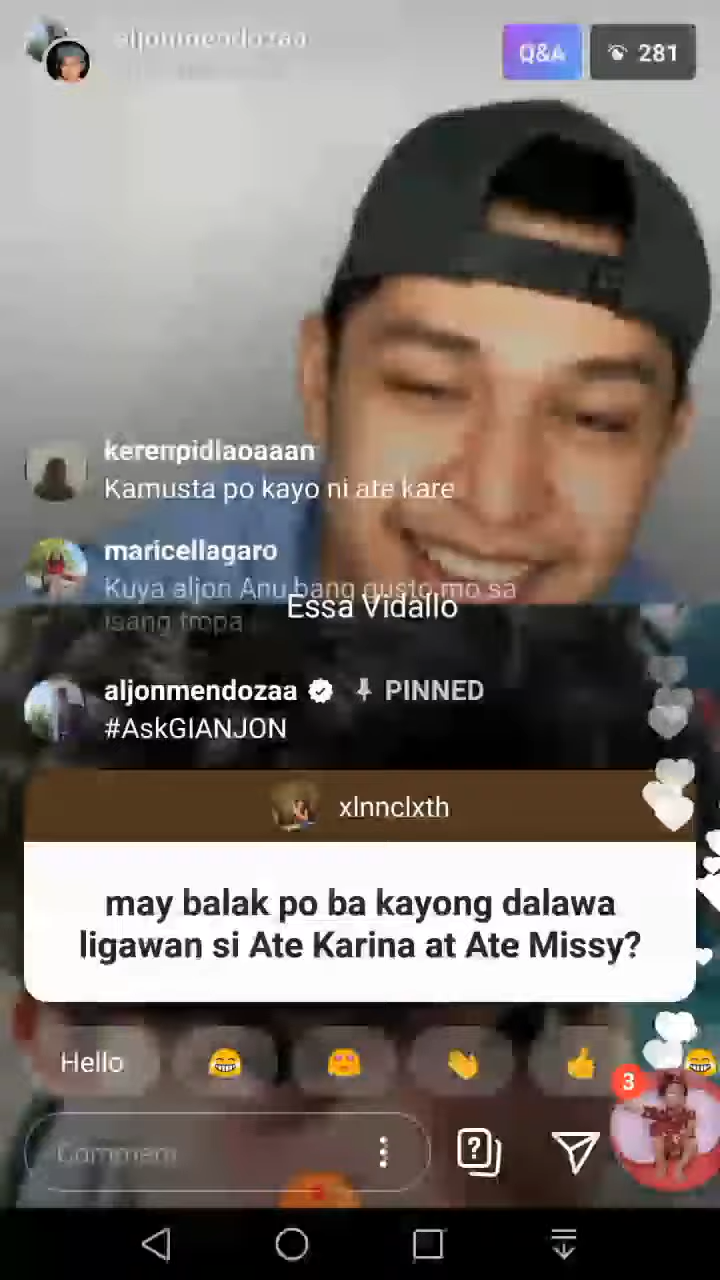 aljonmendozaa
Q&A
281
kerenpidlaoaaan
Kamusta po kayo ni ate kare
maricellagaro
Kuya aljon Anu bang gusto mo sa
isang tropa
Essa Vidallo
aljonmendozaa PINNED
#AskGIANJON
xlnnclxth
may balak po ba kayong dalawa
ligawan si Ate Karina at Ate Missy?
Hello
3
Comment